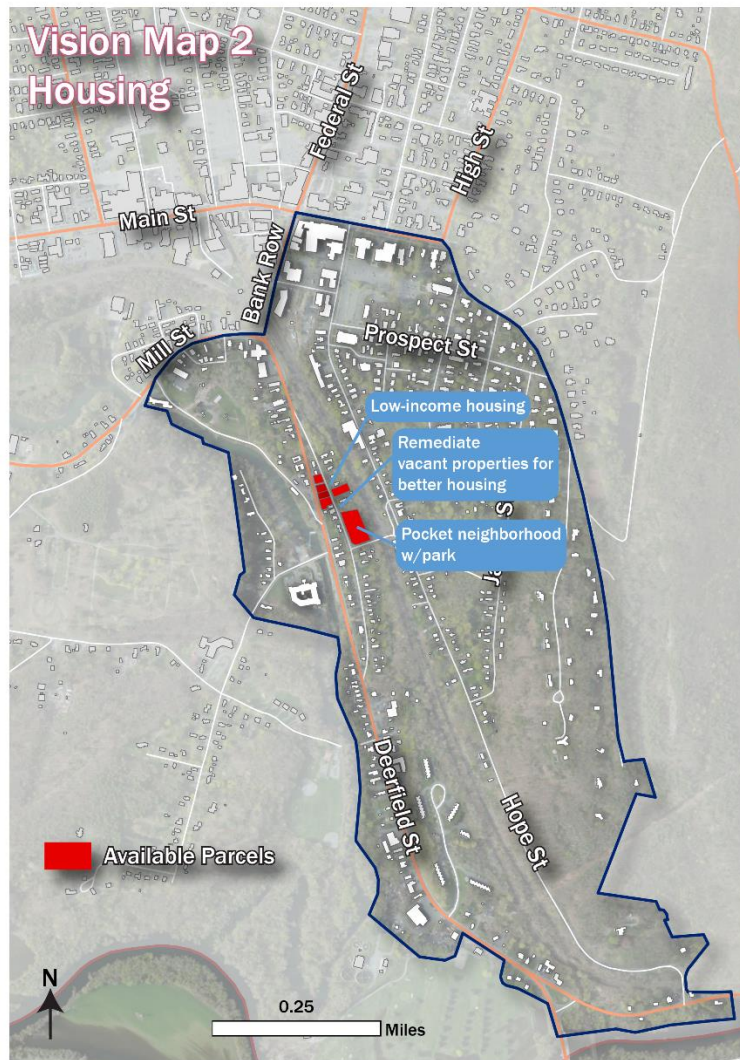 Vision Map 2
Housing
Federal St
High St
Main St
Bank Row
Mill St
Prospect St
Low-income housing
Remediate
vacant properties for
better housing
Pocket neighborhood
w/park
Deerfield St
Hope St
Available Parcels
N
0.25
Miles